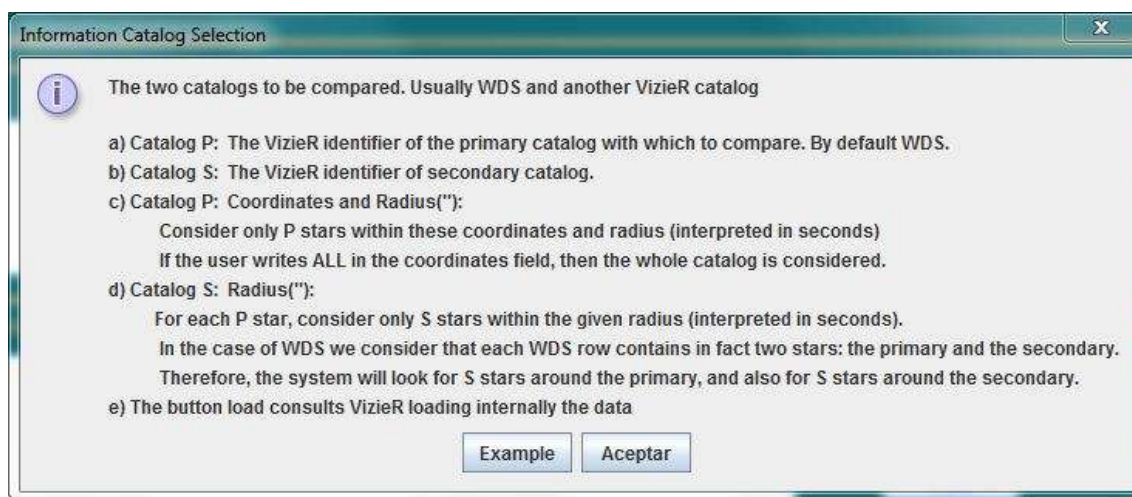 Information Catalog Selection
X
i
The two catalogs to be compared. Usually WDS and another VizieR catalog
a) Catalog P: The VizieR identifier of the primary catalog with which to compare. By default WDS.
b) Catalog S: The VizieR identifier of secondary catalog.
c) Catalog P: Coordinates and Radius("):
Consider only P stars within these coordinates and radius (interpreted in seconds)
If the user writes ALL in the coordinates field, then the whole catalog is considered.
d) Catalog S: Radius("):
For each P star, consider only S stars within the given radius (interpreted in seconds).
In the case of WDS we consider that each WDS row contains in fact two stars: the primary and the secondary.
Therefore, the system will look for S stars around the primary, and also for S stars around the secondary.
e) The button load consults VizieR loading internally the data
Example Aceptar